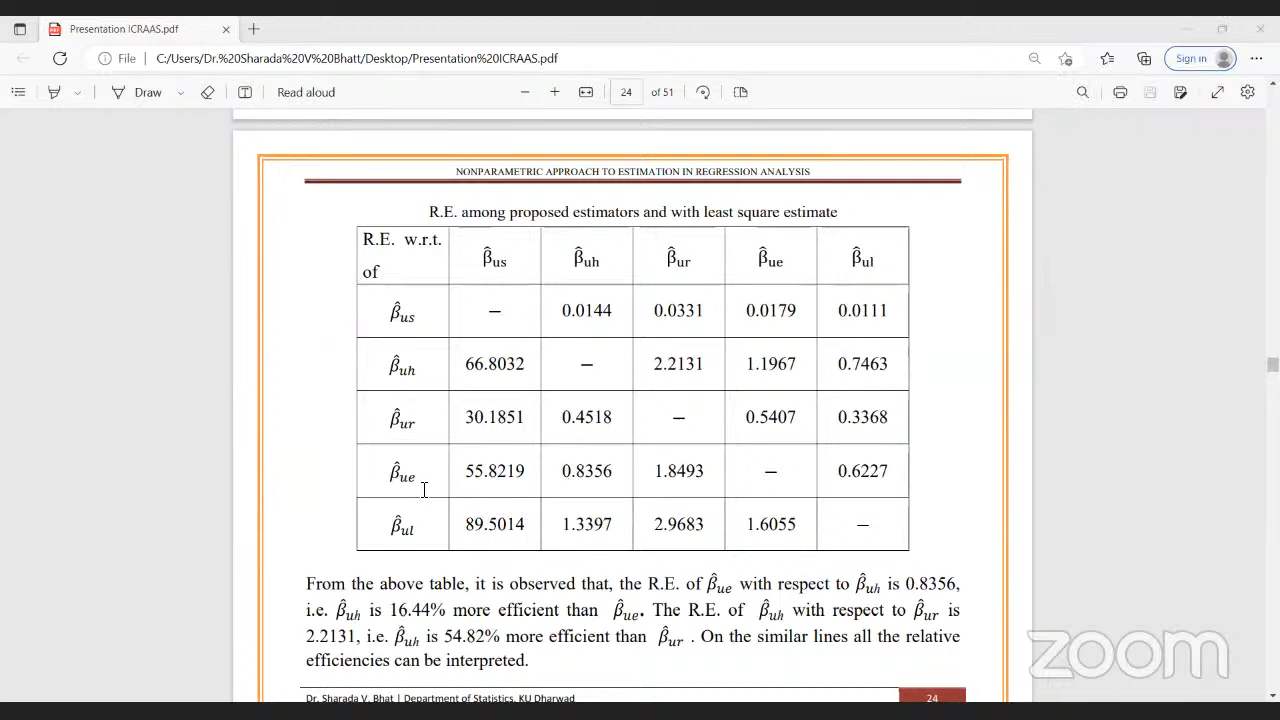 Presentation ICRAAS.pdf
File C:/Users/Dr.%20Sharada%20V%20Bhatt/Desktop/Presentation%20ICRAAS.pdf Sign in
Draw Read aloud 24 of 51
NONPARAMETRIC APPROACH TO ESTIMATION IN REGRESSION ANALYSIS
R.E. among proposed estimators and with least square estimate
R.E. w.r.t. of β̂us β̂uh β̂ur β̂ue β̂ul
β̂us – 0.0144 0.0331 0.0179 0.0111
β̂uh 66.8032 – 2.2131 1.1967 0.7463
β̂ur 30.1851 0.4518 – 0.5407 0.3368
β̂ue 55.8219 0.8356 1.8493 – 0.6227
β̂ul 89.5014 1.3397 2.9683 1.6055 –
From the above table, it is observed that, the R.E. of β̂ue with respect to β̂uh is 0.8356,
i.e. β̂uh is 16.44% more efficient than β̂ue. The R.E. of β̂uh with respect to β̂ur is
2.2131, i.e. β̂uh is 54.82% more efficient than β̂ur . On the similar lines all the relative
efficiencies can be interpreted.
Dr. Sharada V. Bhat | Department of Statistics, KU Dharwad 24
zoom